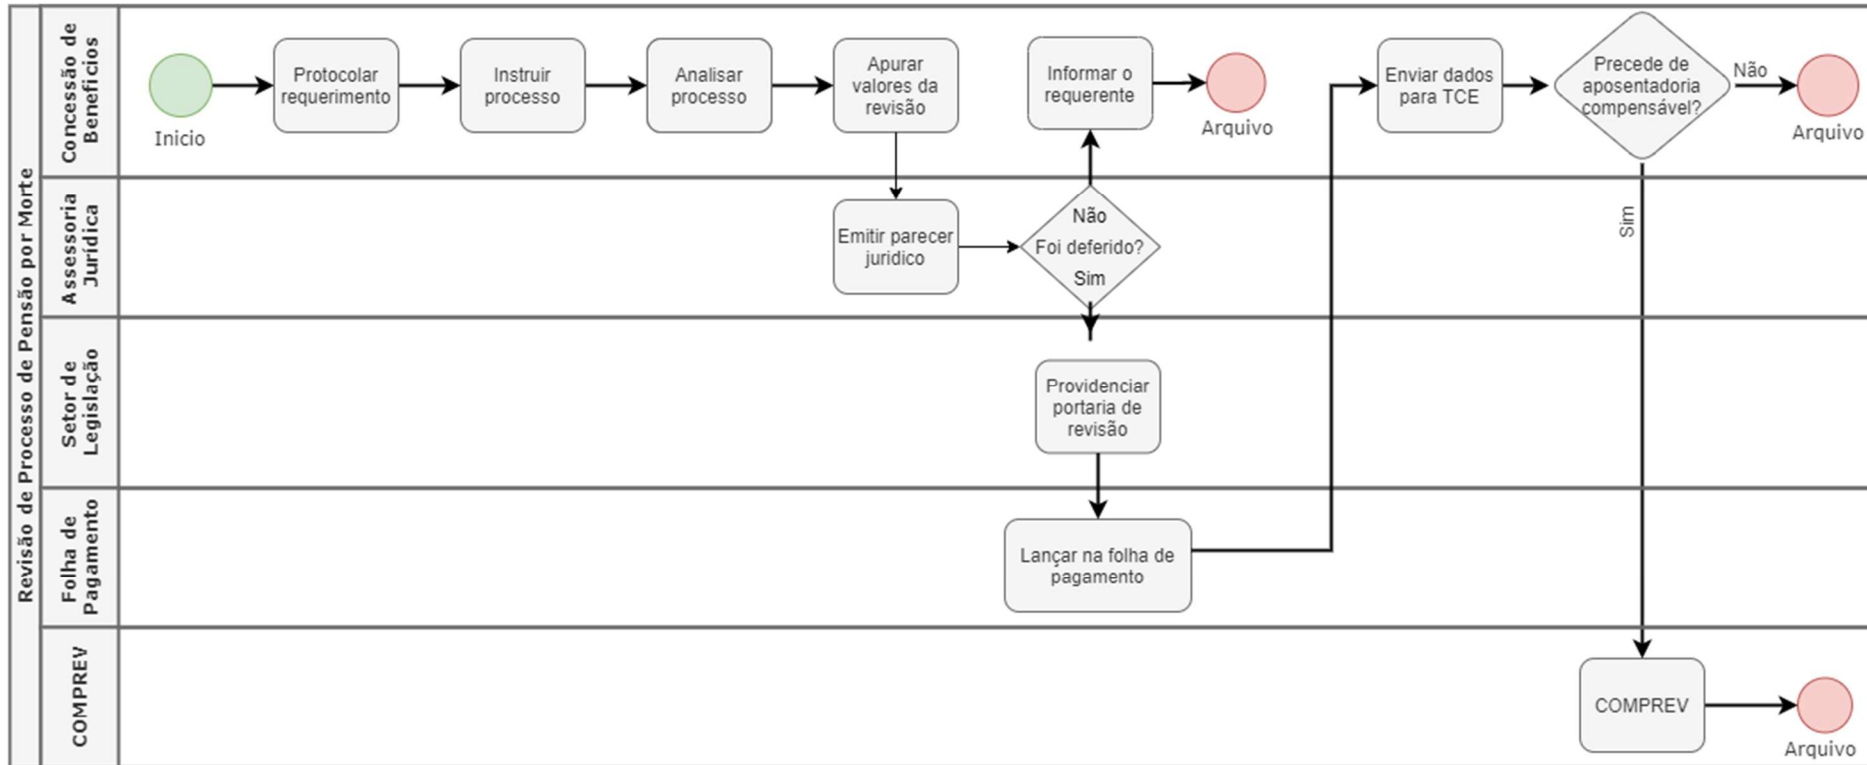 Revisão de Processo de Pensão por Morte
Concessão de
Beneficios
Inicio
Protocolar
requerimento
Instruir
processo
Analisar
processo
Apurar
valores da
revisão
Informar o
requerente
Arquivo
Enviar dados
para TCE
Precede de
aposentadoria
compensável?
Não
Arquivo
Assessoria
Jurídica
Emitir parecer
juridico
Não
Foi deferido?
Sim
Sim
Setor de
Legislação
Providenciar
portaria de
revisão
Folha de
Pagamento
Lançar na folha de
pagamento
COMPREV
COMPREV
Arquivo